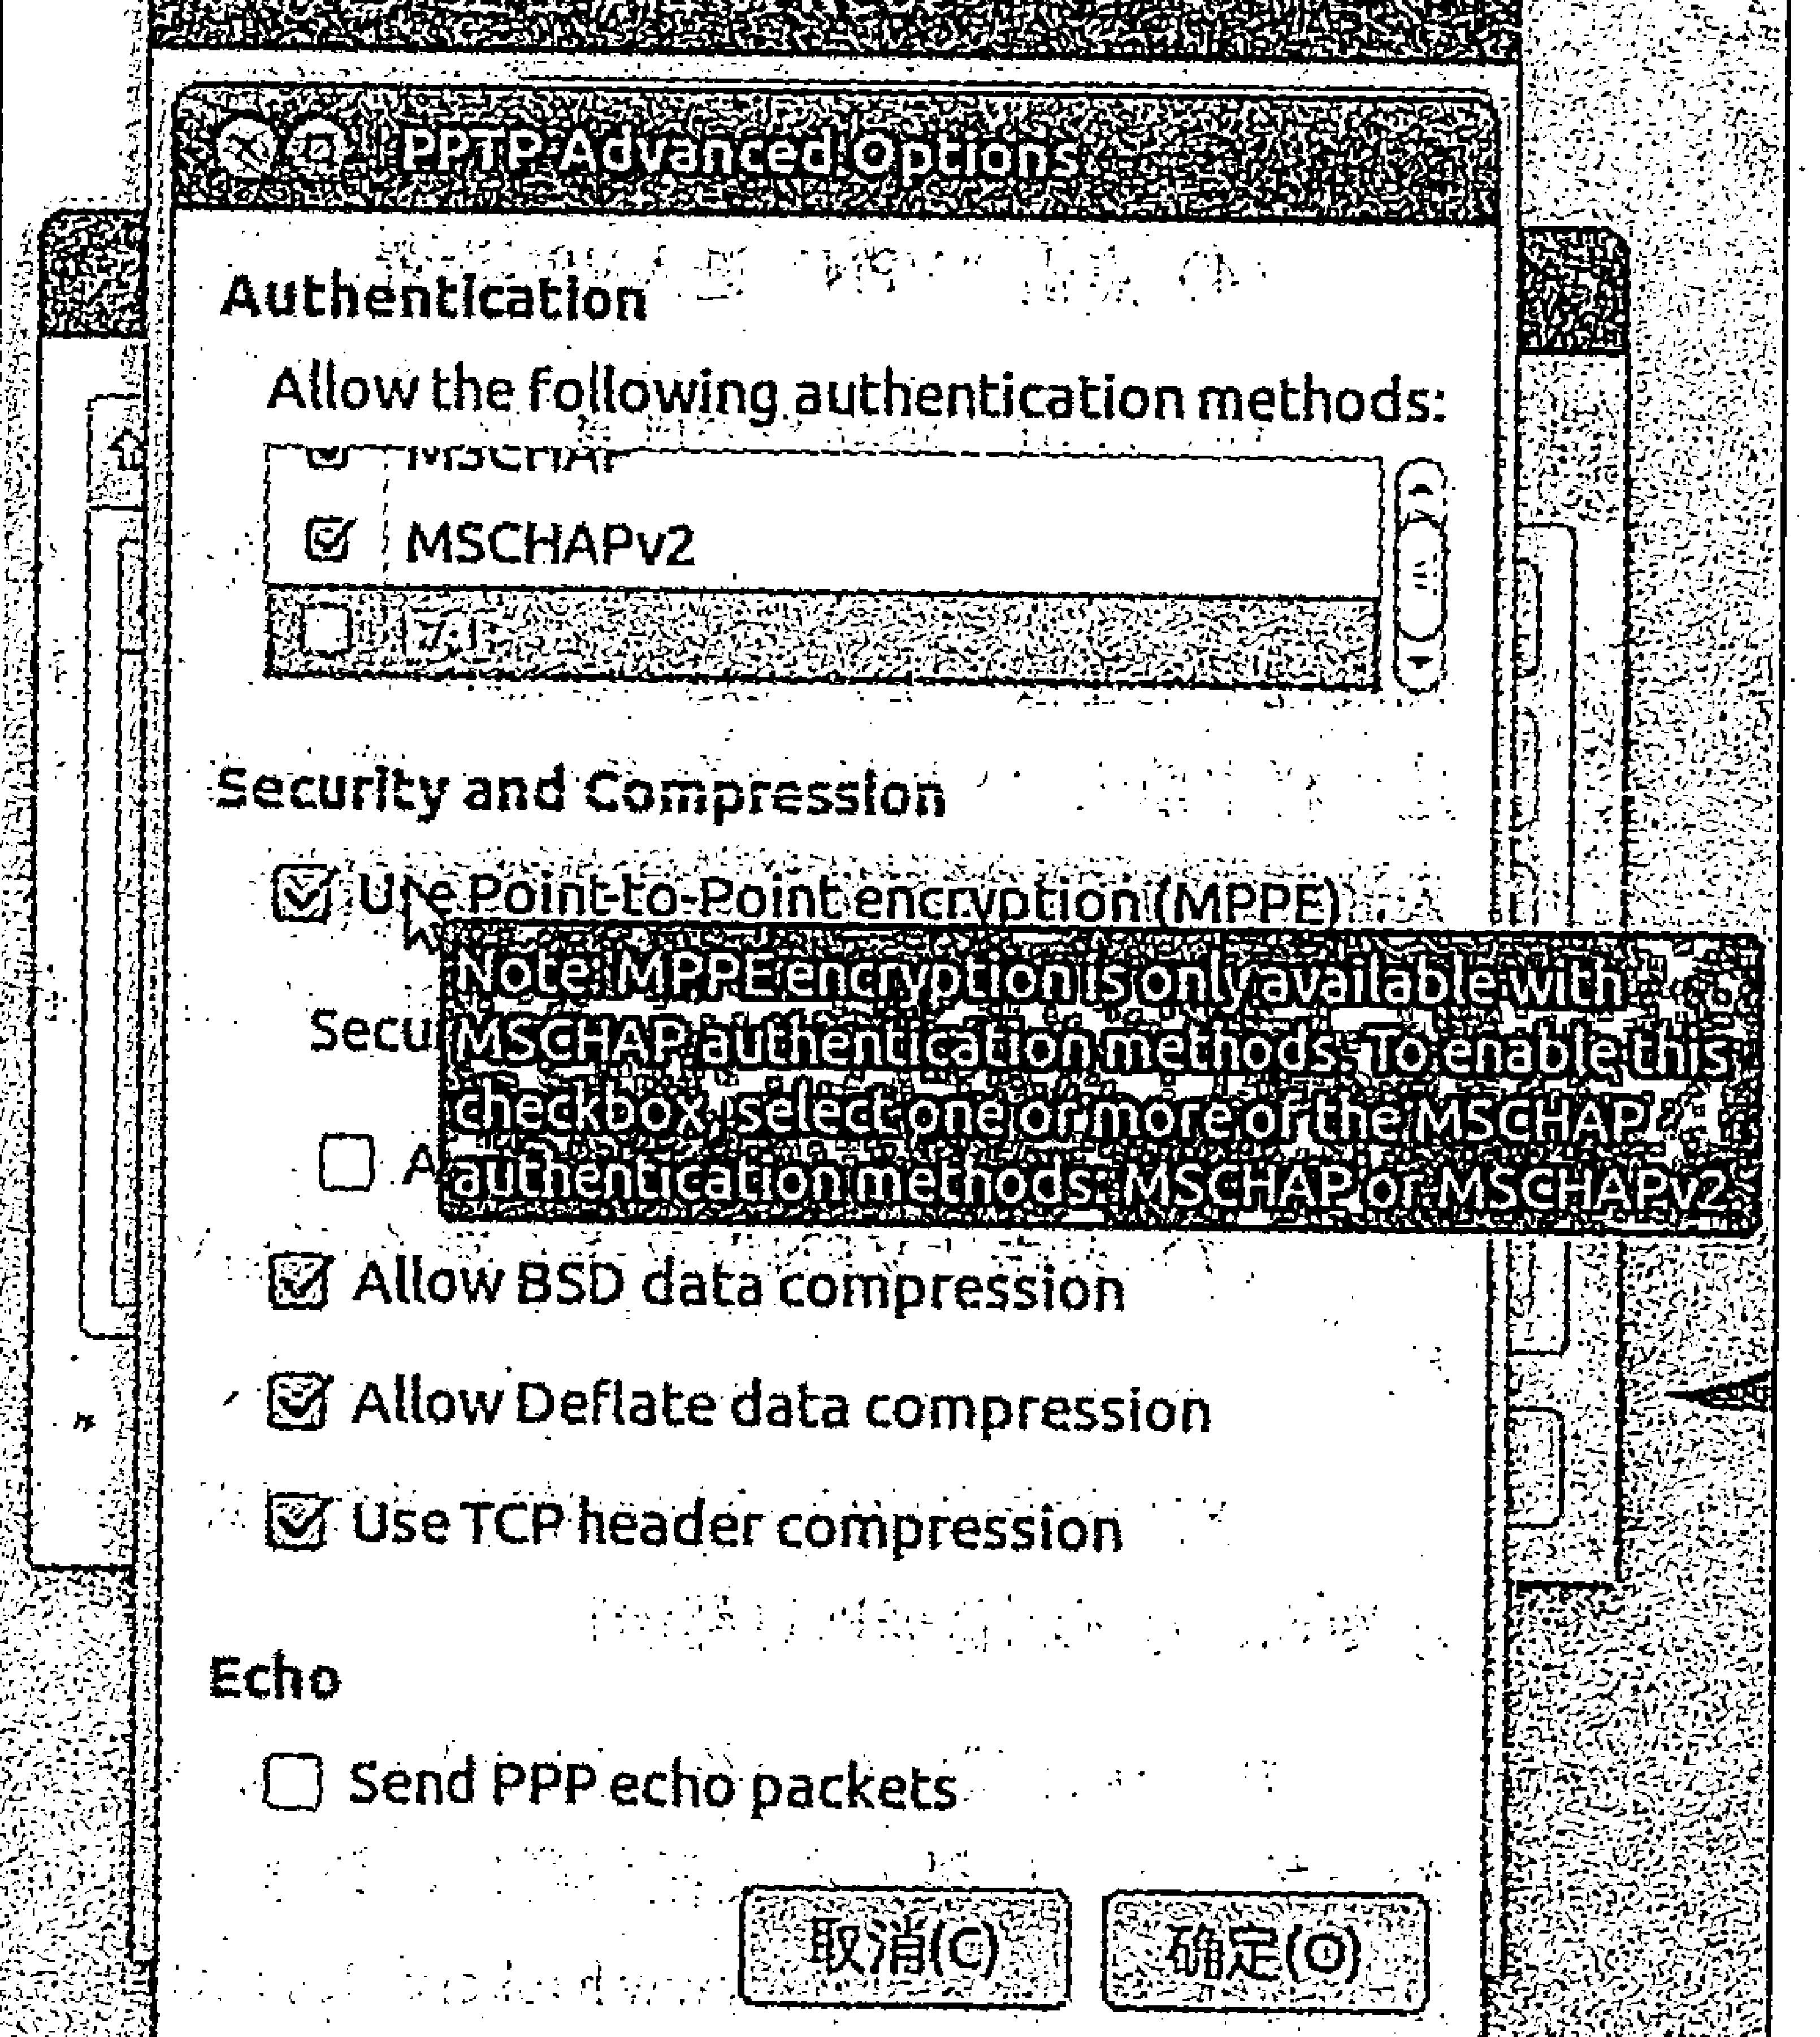 PPTP Advanced Options
Authentication
Allow the following authentication methods:
MSCHAP
MSCHAPv2
Security and Compression
Use Point-to-Point encryption (MPPE)
Note: MPPE encryption is only available with
MSCHAP authentication methods. To enable this
checkbox, select one or more of the MSCHAP
authentication methods: MSCHAP or MSCHAPv2.
Allow BSD data compression
Allow Deflate data compression
Use TCP header compression
Echo
Send PPP echo packets
取消(C)
确定(O)